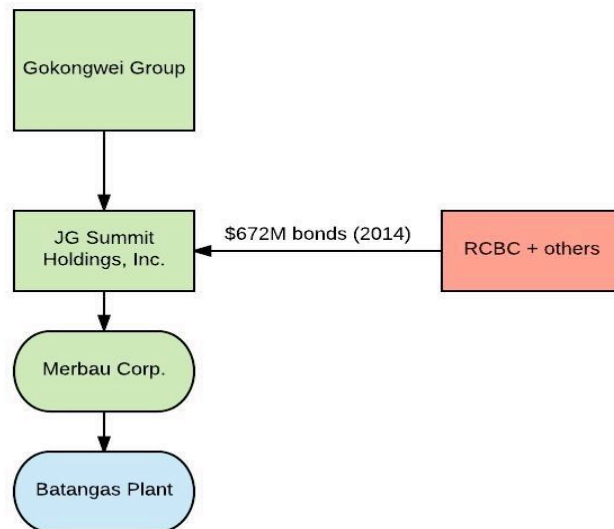 Gokongwei Group
JG Summit
Holdings, Inc.
$672M bonds (2014)
RCBC + others
Merbau Corp.
Batangas Plant